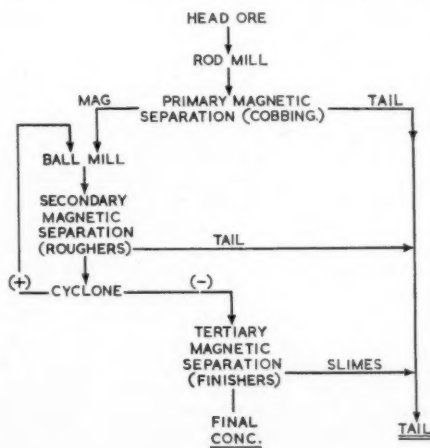 HEAD ORE
ROD MILL
MAG
PRIMARY MAGNETIC
SEPARATION (COBBING.)
TAIL
BALL MILL
SECONDARY
MAGNETIC
SEPARATION
(ROUGHERS)
TAIL
(+)
CYCLONE
(-)
TERTIARY
MAGNETIC
SEPARATION
(FINISHERS)
SLIMES
FINAL
CONC.
TAIL